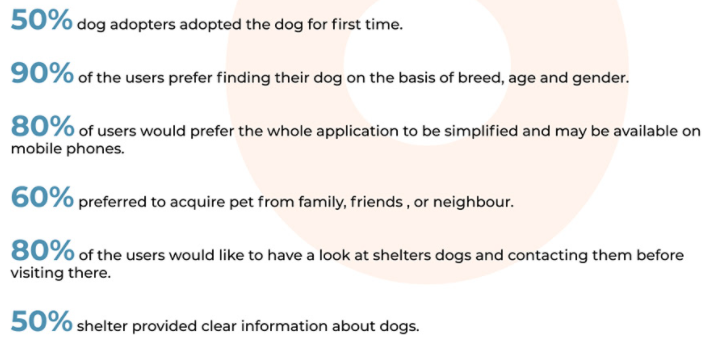 50% dog adopters adopted the dog for first time.
90% of the users prefer finding their dog on the basis of breed, age and gender.
80% of users would prefer the whole application to be simplified and may be available on
mobile phones.
60% preferred to acquire pet from family, friends , or neighbour.
80% of the users would like to have a look at shelters dogs and contacting them before
visiting there.
50% shelter provided clear information about dogs.